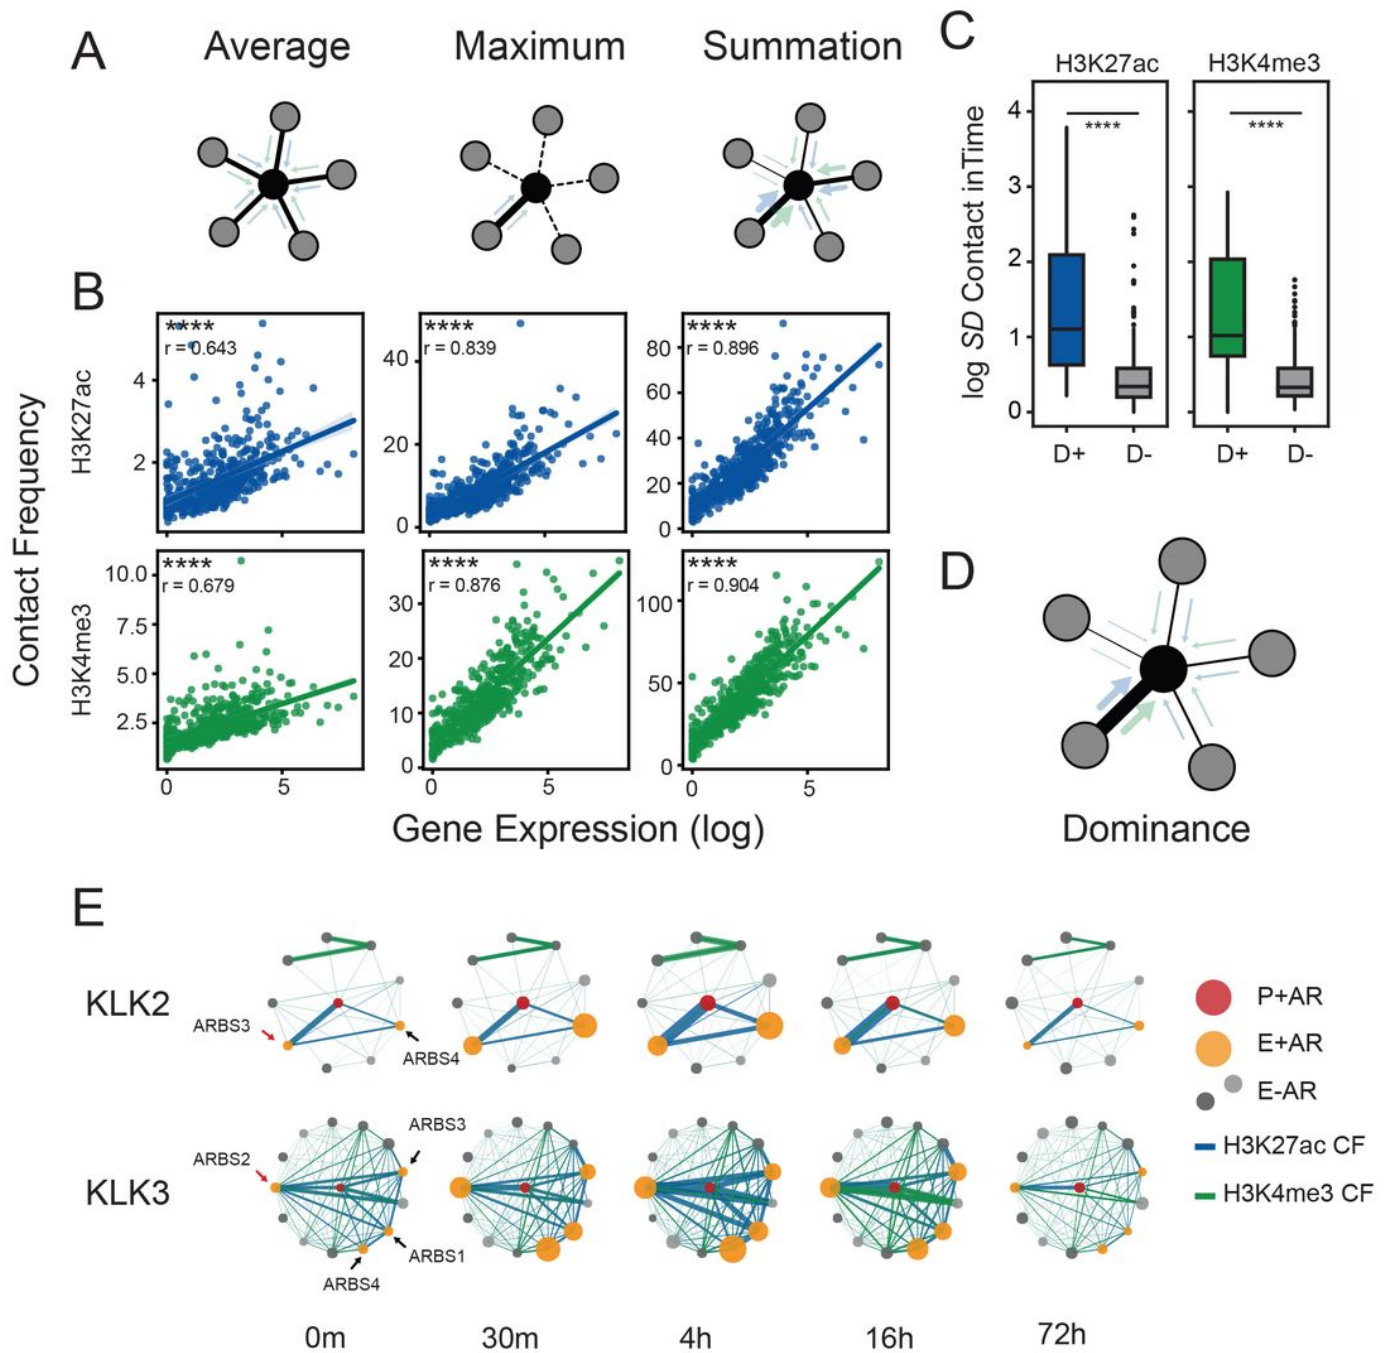 A
Average
Maximum
Summation
B
Contact Frequency
H3K27ac
H3K4me3
****
r = 0.643
4
2
****
r = 0.839
40
20
0
****
r = 0.896
80
60
40
20
0
****
r = 0.679
10.0
7.5
5.0
2.5
0
5
****
r = 0.876
30
20
10
0
0
5
****
r = 0.904
100
50
0
0
5
Gene Expression (log)
C
H3K27ac
H3K4me3
log SD Contact in Time
4
3
2
1
0
****
****
D+
D-
D+
D-
D
Dominance
E
KLK2
ARBS3
ARBS4
KLK3
ARBS2
ARBS3
ARBS1
ARBS4
0m
30m
4h
16h
72h
P+AR
E+AR
E-AR
H3K27ac CF
H3K4me3 CF